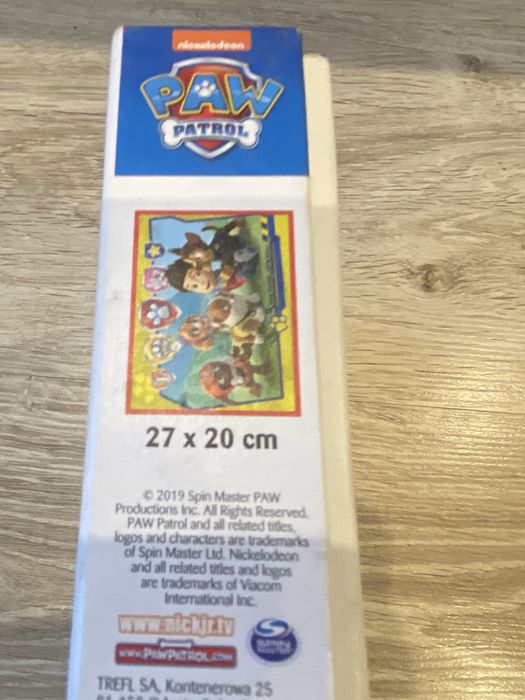 nickelodeon
PAW
PATROL
27 x 20 cm
© 2019 Spin Master PAW
Productions Inc. All Rights Reserved.
PAW Patrol and all related titles,
logos and characters are trademarks
of Spin Master Ltd. Nickelodeon
and all related titles and logos
are trademarks of Viacom
International Inc.
www.nickjr.tv
www.PAWPATROL.COM
SPIN MASTER
TREFL SA, Kontenerowa 25